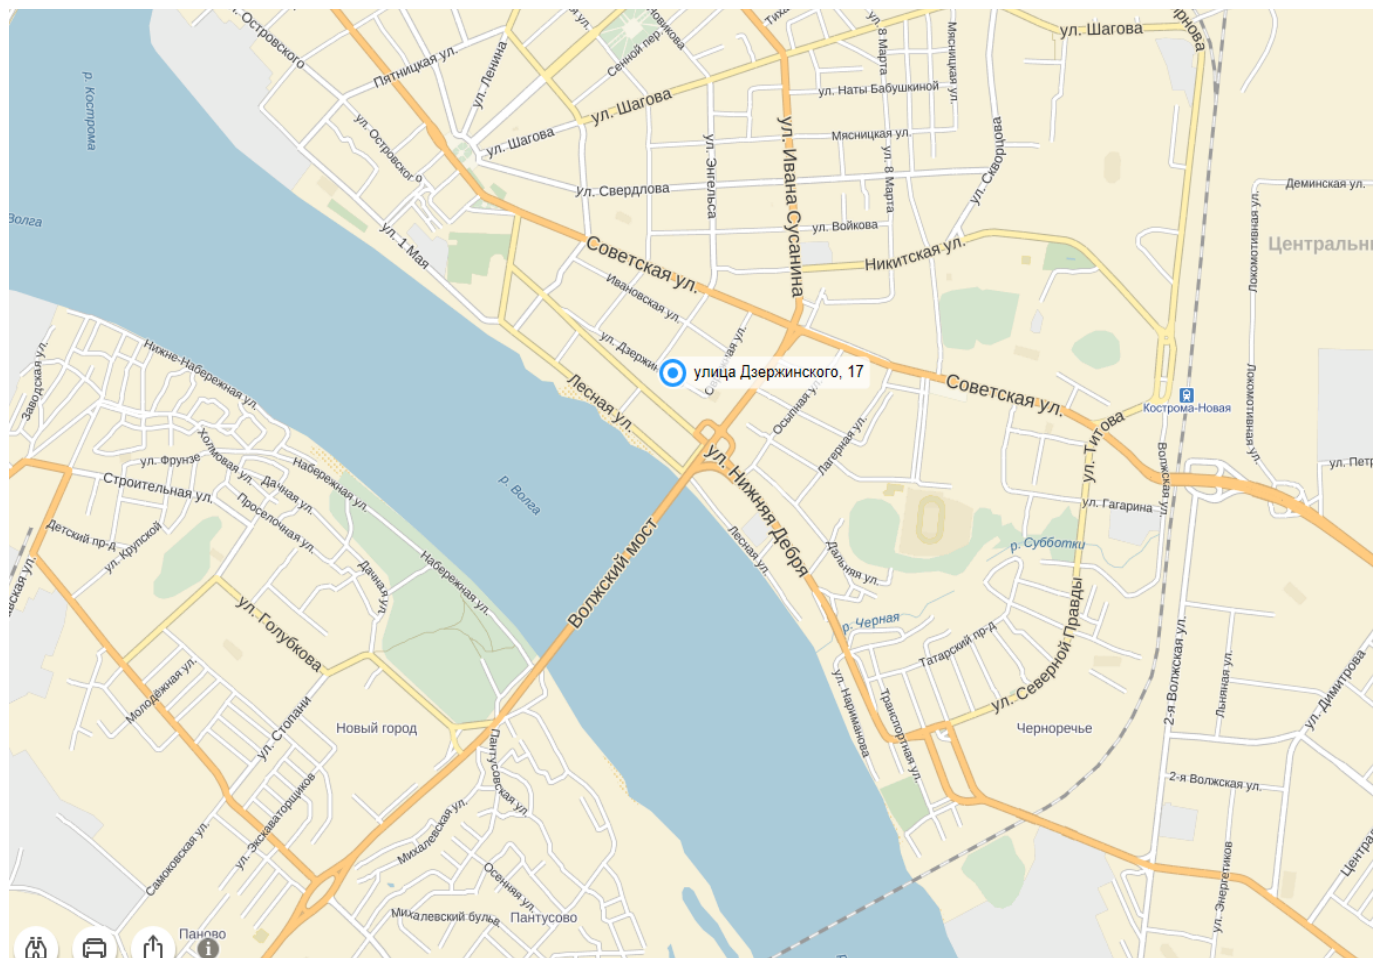 ул. Островского
р. Кострома
Пятницкая ул.
ул. Ленина
Сенной пер.
Новикова
ул. 8 Марта
Мясницкая ул.
ул. Шагова
ул. Шагова
ул. Шагова
ул. Наты Бабушкиной
ул. Островского
ул. Энгельса
ул. Ивана Сусанина
Мясницкая ул.
ул. 8 Марта
ул. Скворцова
ул. Свердлова
Деминская ул.
Волга
ул. 1 Мая
Советская ул.
ул. Войкова
Никитская ул.
Локомотивная ул.
Ивановская ул.
Нижне-Набережная ул.
Заводская ул.
улица Дзержинского, 17
Лесная ул.
Осыпная ул.
Советская ул.
Локомотивная ул.
Кострома-Новая
Лагерная ул.
ул. Титова
Волжская ул.
ул. Фрунзе
Холмовая ул.
Набережная ул.
Строительная ул.
Дачная ул.
р. Волга
ул. Нижняя Дебря
ул. Гагарина
Проселочная ул.
Детский пр-д
ул. Крупской
Лесная ул.
р. Субботки
Набережная ул.
Дачная ул.
Волжский мост
Дальняя ул.
ул. Голубкова
р. Черная
Татарский пр-д
ул. Северной Правды
2-я Волжская ул.
Льняная ул.
ул. Димитрова
Молодёжная ул.
ул. Стопани
Новый город
ул. Нариманова
Транспортная ул.
Черноречье
Пантусовская ул.
2-я Волжская ул.
ул. Экскаваторщиков
Михалевская ул.
Самоковская ул.
Осенняя ул.
ул. Энергетиков
Михалевский бульв.
Пантусово
Паново